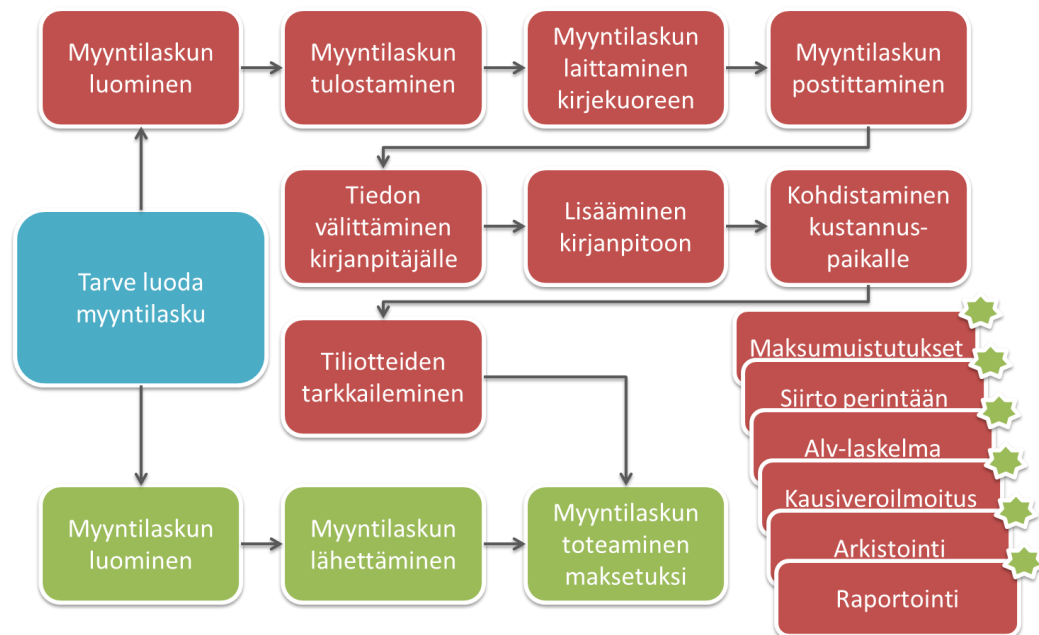 Myyntilaskun
luominen
Myyntilaskun
tulostaminen
Myyntilaskun
laittaminen
kirjekuoreen
Myyntilaskun
postittaminen
Tiedon
välittäminen
kirjanpitäjälle
Lisääminen
kirjanpitoon
Kohdistaminen
kustannus-
paikalle
Tarve luoda
myyntilasku
Tiliotteiden
tarkkaileminen
Maksumuistutukset
Siirto perintään
Alv-laskelma
Kausiveroilmoitus
Arkistointi
Raportointi
Myyntilaskun
luominen
Myyntilaskun
lähettäminen
Myyntilaskun
toteaminen
maksetuksi